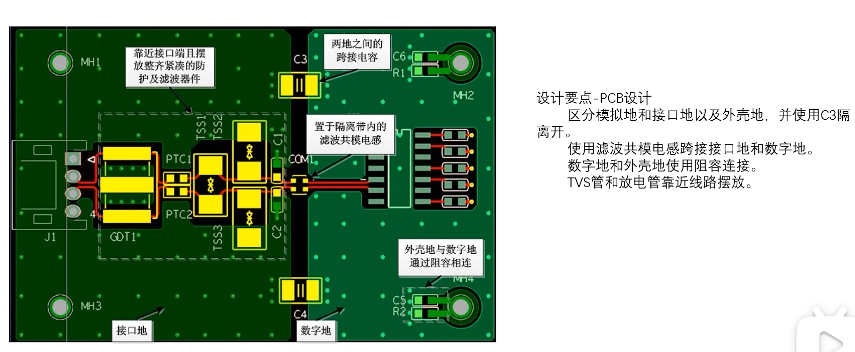 两地之间的
跨接电容
靠近接口端且摆
放整齐紧凑的防
护及滤波器件
MH1
C3
C6
R1
MH2
TSS1
TSS2
置于隔离带内的
滤波共模电感
PTC1
C1
COM1
4
J1
GDT1
PTC2
TSS3
C2
外壳地与数字地
通过阻容相连
MH3
MH4
C5
R2
C4
接口地
数字地
设计要点-PCB设计
区分模拟地和接口地以及外壳地，并使用C3隔
离开。
使用滤波共模电感跨接接口地和数字地。
数字地和外壳地使用阻容连接。
TVS管和放电管靠近线路摆放。